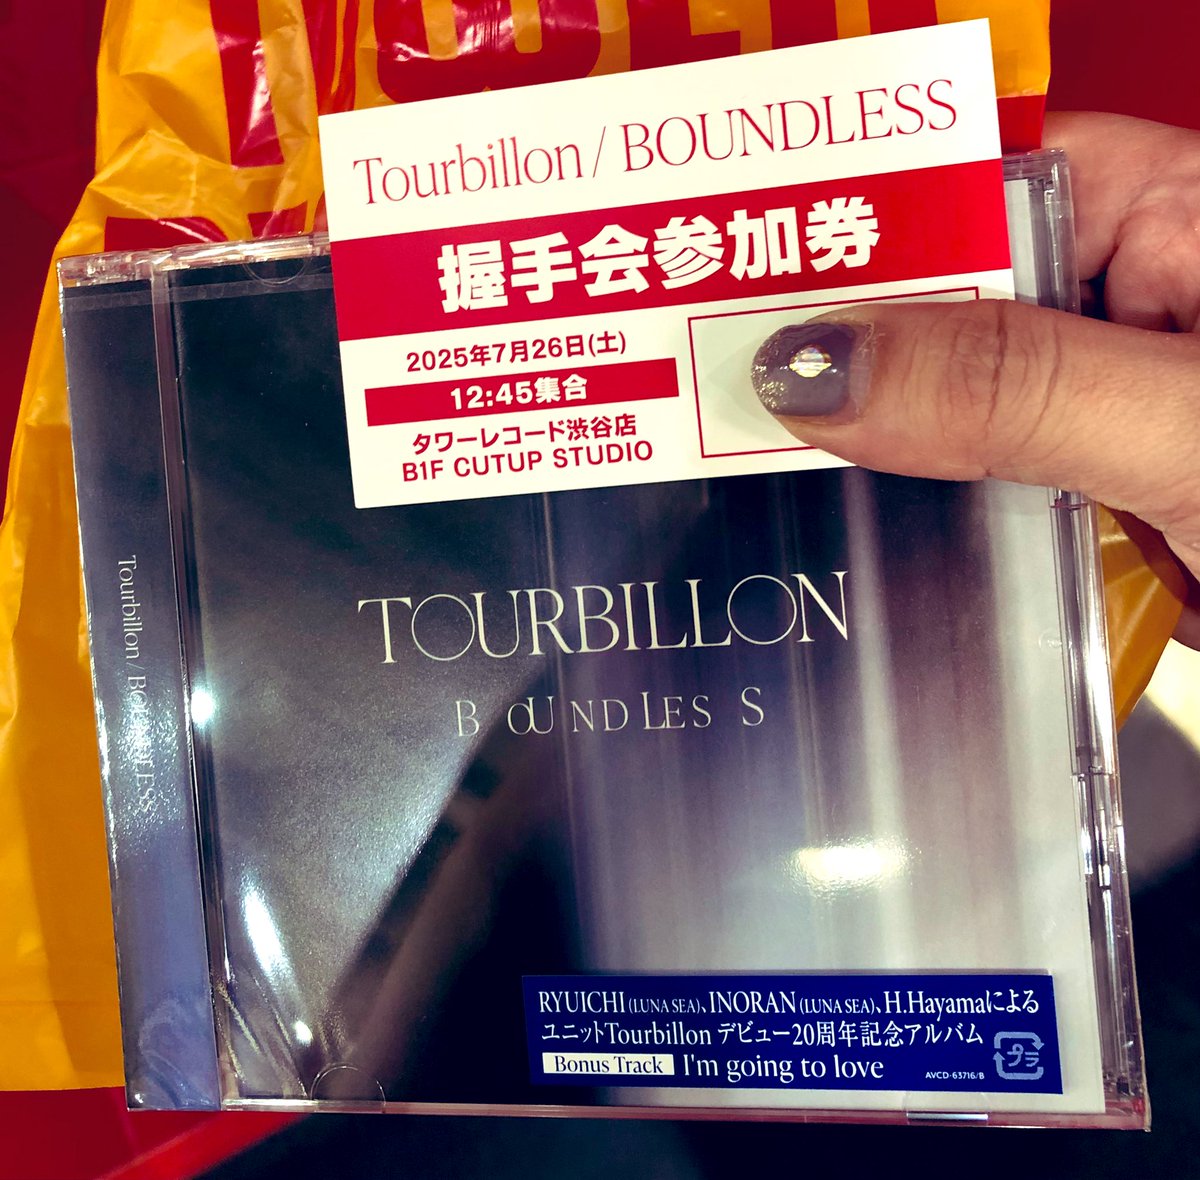 Tourbillon / BOUNDLESS
握手会参加券
2025年7月26日(土)
12:45集合
タワーレコード渋谷店
B1F CUTUP STUDIO
TOURBILLON
BOUNDLESS
Tourbillon / BOUNDLESS
RYUICHI (LUNA SEA)、INORAN (LUNA SEA)、H.Hayamaによる
ユニットTourbillon デビュー20周年記念アルバム
Bonus Track I'm going to love
AVCD-63716/B
プラ